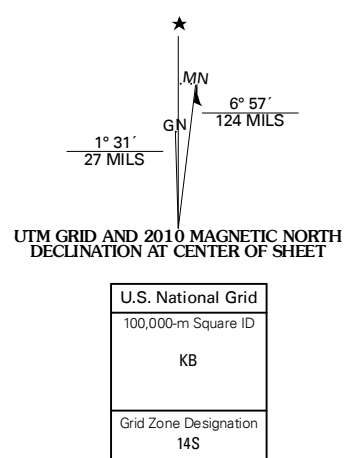 MN
GN
6° 57´
124 MILS
1° 31´
27 MILS
UTM GRID AND 2010 MAGNETIC NORTH
DECLINATION AT CENTER OF SHEET
U.S. National Grid
100,000-m Square ID
KB
Grid Zone Designation
14S